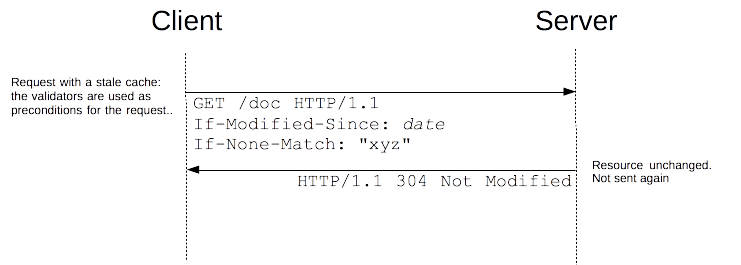 Client
Server
Request with a stale cache:
the validators are used as
preconditions for the request..
GET /doc HTTP/1.1
If-Modified-Since: date
If-None-Match: "xyz"
Resource unchanged.
Not sent again
HTTP/1.1 304 Not Modified